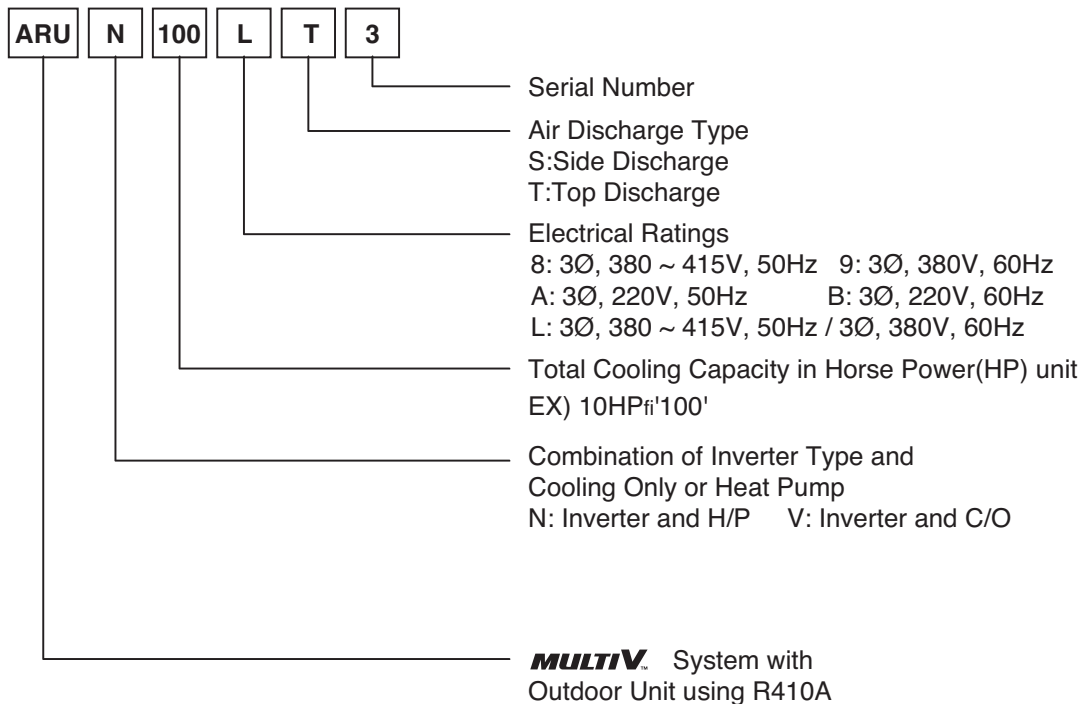 ARU N 100 L T 3
Serial Number
Air Discharge Type
S:Side Discharge
T:Top Discharge
Electrical Ratings
8: 3Ø, 380 ~ 415V, 50Hz 9: 3Ø, 380V, 60Hz
A: 3Ø, 220V, 50Hz B: 3Ø, 220V, 60Hz
L: 3Ø, 380 ~ 415V, 50Hz / 3Ø, 380V, 60Hz
Total Cooling Capacity in Horse Power(HP) unit
EX) 10HPfi'100'
Combination of Inverter Type and
Cooling Only or Heat Pump
N: Inverter and H/P V: Inverter and C/O
MULTI V™ System with
Outdoor Unit using R410A